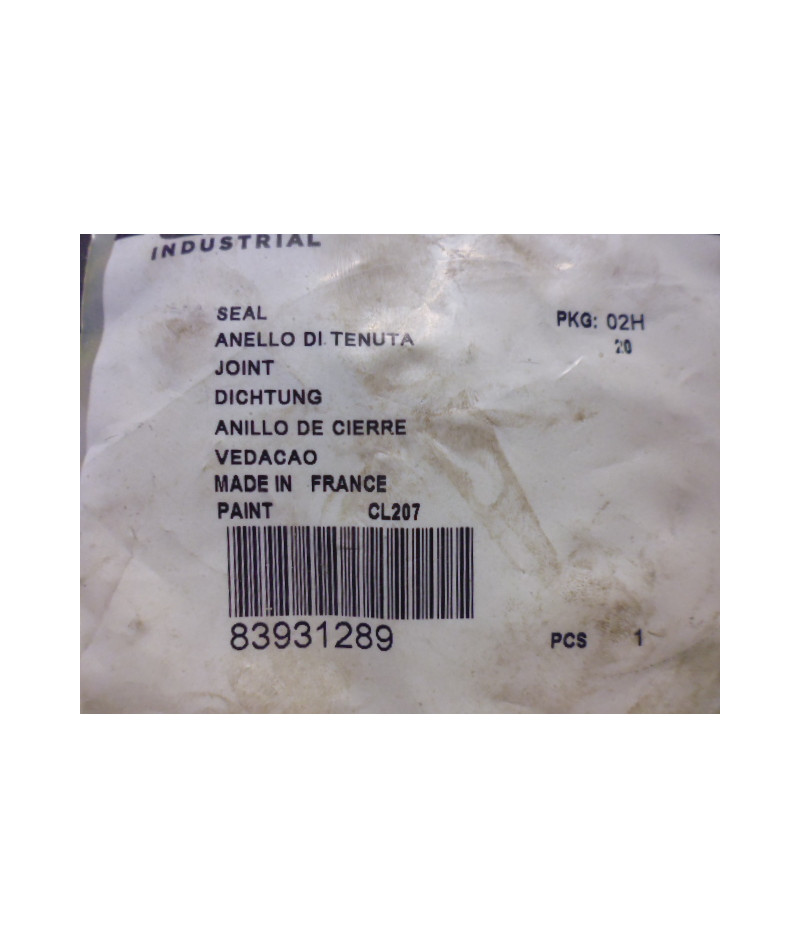 INDUSTRIAL
SEAL
PKG: 02H
ANELLO DI TENUTA
20
JOINT
DICHTUNG
ANILLO DE CIERRE
VEDACAO
MADE IN FRANCE
PAINT CL207
83931289
PCS 1